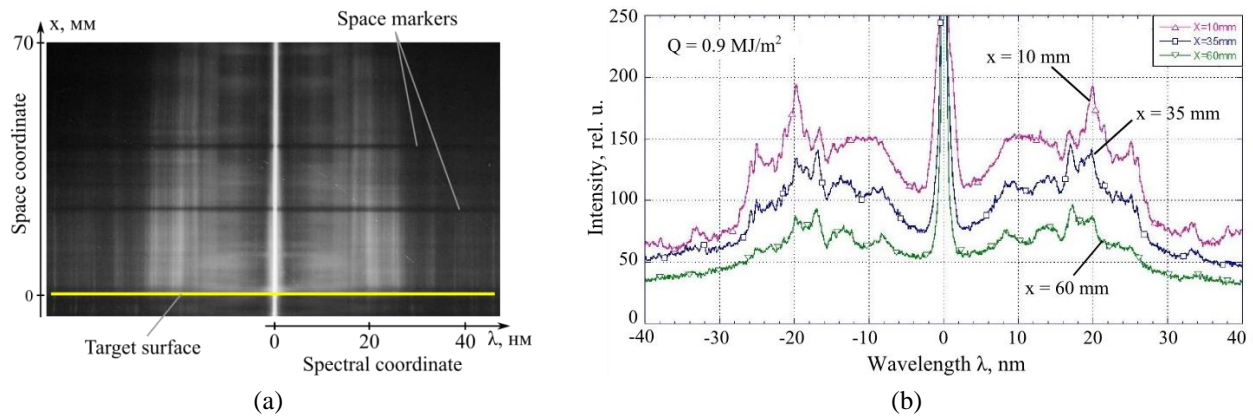 x, мм
Space markers
70
Space coordinate
0
Target surface
0
20
40
λ, нм
Spectral coordinate
(a)
Q = 0.9 MJ/m²
X=10mm
X=35mm
X=60mm
x = 10 mm
x = 35 mm
x = 60 mm
Intensity, rel. u.
250
200
150
100
50
0
-40
-30
-20
-10
0
10
20
30
40
Wavelength λ, nm
(b)